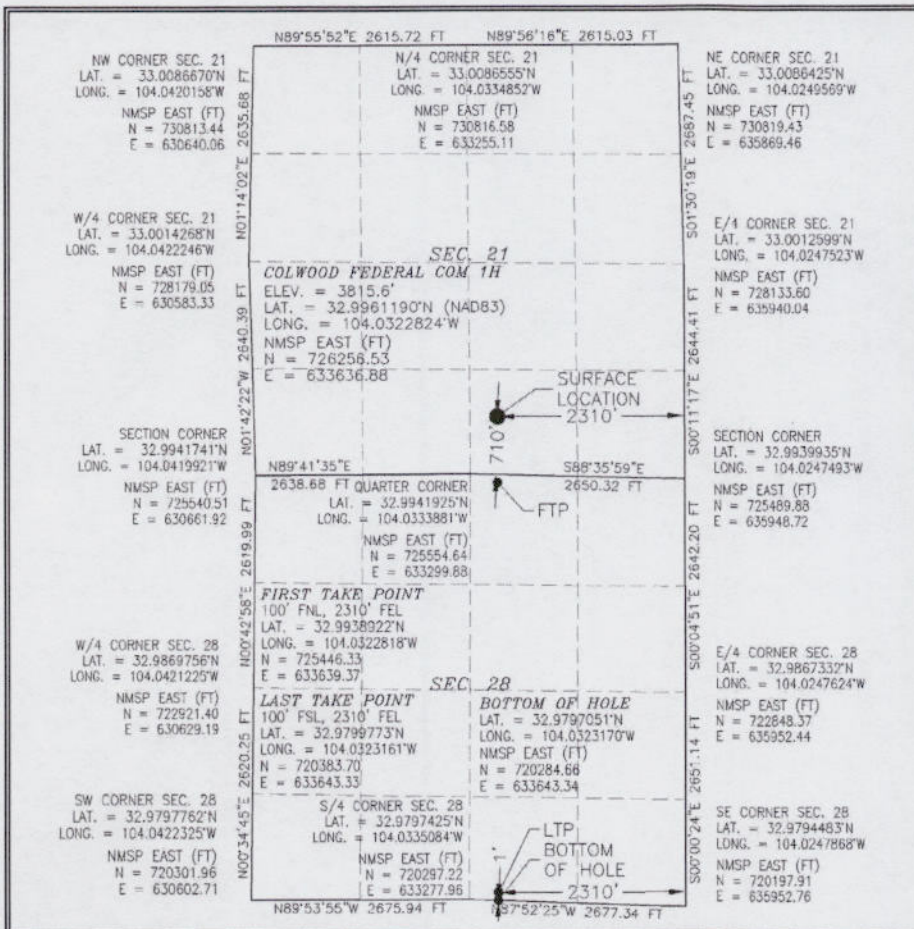 N89°55'52"E 2615.72 FT
N89°56'16"E 2615.03 FT
NW CORNER SEC. 21
LAT. = 33.0086670°N
LONG. = 104.0420158°W
NMSP EAST (FT)
N = 730813.44
E = 630640.06
N/4 CORNER SEC. 21
LAT. = 33.0086555°N
LONG. = 104.0334852°W
NMSP EAST (FT)
N = 730816.58
E = 633255.11
NE CORNER SEC. 21
LAT. = 33.0086425°N
LONG. = 104.0249569°W
NMSP EAST (FT)
N = 730819.43
E = 635869.46
N01°14'02"E 2635.68 FT
S01°30'19"E 2687.45 FT
W/4 CORNER SEC. 21
LAT. = 33.0014268°N
LONG. = 104.0422246°W
NMSP EAST (FT)
N = 728179.05
E = 630583.33
SEC. 21
COLWOOD FEDERAL COM 1H
ELEV. = 3815.6'
LAT. = 32.9961190°N (NAD83)
LONG. = 104.0322824°W
NMSP EAST (FT)
N = 726256.53
E = 633636.88
E/4 CORNER SEC. 21
LAT. = 33.0012599°N
LONG. = 104.0247523°W
NMSP EAST (FT)
N = 728133.60
E = 635940.04
N01°42'22"W 2640.39 FT
S00°11'17"E 2644.41 FT
SURFACE
LOCATION
2310'
710'
SECTION CORNER
LAT. = 32.9941741°N
LONG. = 104.0419921°W
NMSP EAST (FT)
N = 725540.51
E = 630661.92
N89°41'35"E
2638.68 FT
S88°35'59"E
2650.32 FT
QUARTER CORNER
LAT. = 32.9941925°N
LONG. = 104.0333881°W
NMSP EAST (FT)
N = 725554.64
E = 633299.88
FTP
SECTION CORNER
LAT. = 32.9939935°N
LONG. = 104.0247493°W
NMSP EAST (FT)
N = 725489.88
E = 635948.72
N00°42'58"E 2619.99 FT
S00°04'51"E 2642.20 FT
FIRST TAKE POINT
100' FNL, 2310' FEL
LAT. = 32.9938922°N
LONG. = 104.0322818°W
N = 725446.33
E = 633639.37
W/4 CORNER SEC. 28
LAT. = 32.9869756°N
LONG. = 104.0421225°W
NMSP EAST (FT)
N = 722921.40
E = 630629.19
SEC. 28
E/4 CORNER SEC. 28
LAT. = 32.9867332°N
LONG. = 104.0247624°W
NMSP EAST (FT)
N = 722848.37
E = 635952.44
LAST TAKE POINT
100' FSL, 2310' FEL
LAT. = 32.9799773°N
LONG. = 104.0323161°W
N = 720383.70
E = 633643.33
BOTTOM OF HOLE
LAT. = 32.9797051°N
LONG. = 104.0323170°W
NMSP EAST (FT)
N = 720284.66
E = 633643.34
N00°34'45"E 2620.25 FT
S00°00'24"E 2651.14 FT
SW CORNER SEC. 28
LAT. = 32.9797762°N
LONG. = 104.0422325°W
NMSP EAST (FT)
N = 720301.96
E = 630602.71
S/4 CORNER SEC. 28
LAT. = 32.9797425°N
LONG. = 104.0335084°W
NMSP EAST (FT)
N = 720297.22
E = 633277.96
1'
LTP
BOTTOM
OF HOLE
2310'
SE CORNER SEC. 28
LAT. = 32.9794483°N
LONG. = 104.0247868°W
NMSP EAST (FT)
N = 720197.91
E = 635952.76
N89°53'55"W 2675.94 FT
N87°52'25"W 2677.34 FT